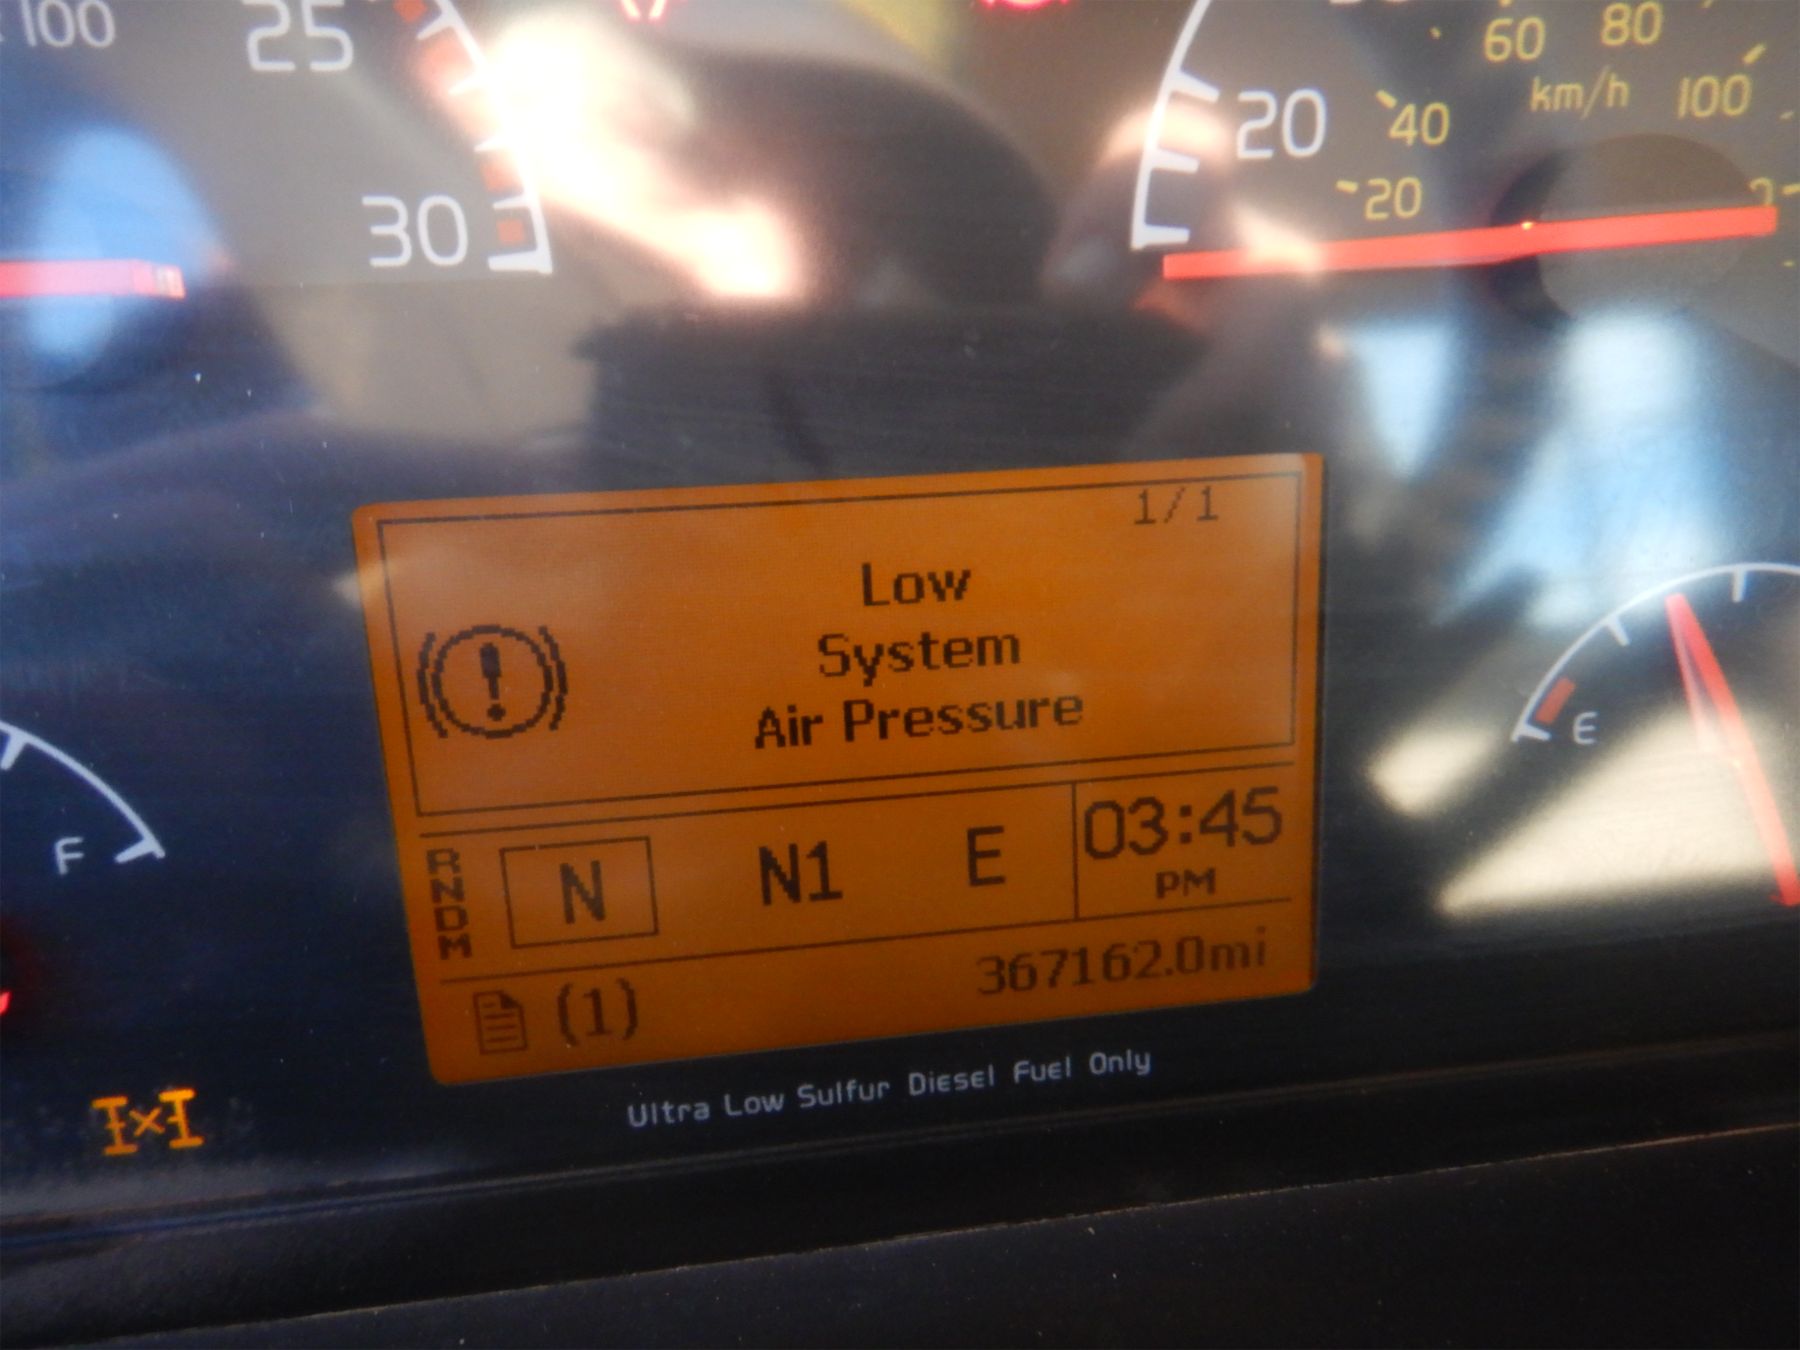 100
25
30
20
60
80
km/h
100
40
20
1/1
Low
System
Air Pressure
E
F
RNDM
N
N1
E
03:45
PM
(1)
367162.0mi
Ultra Low Sulfur Diesel Fuel Only